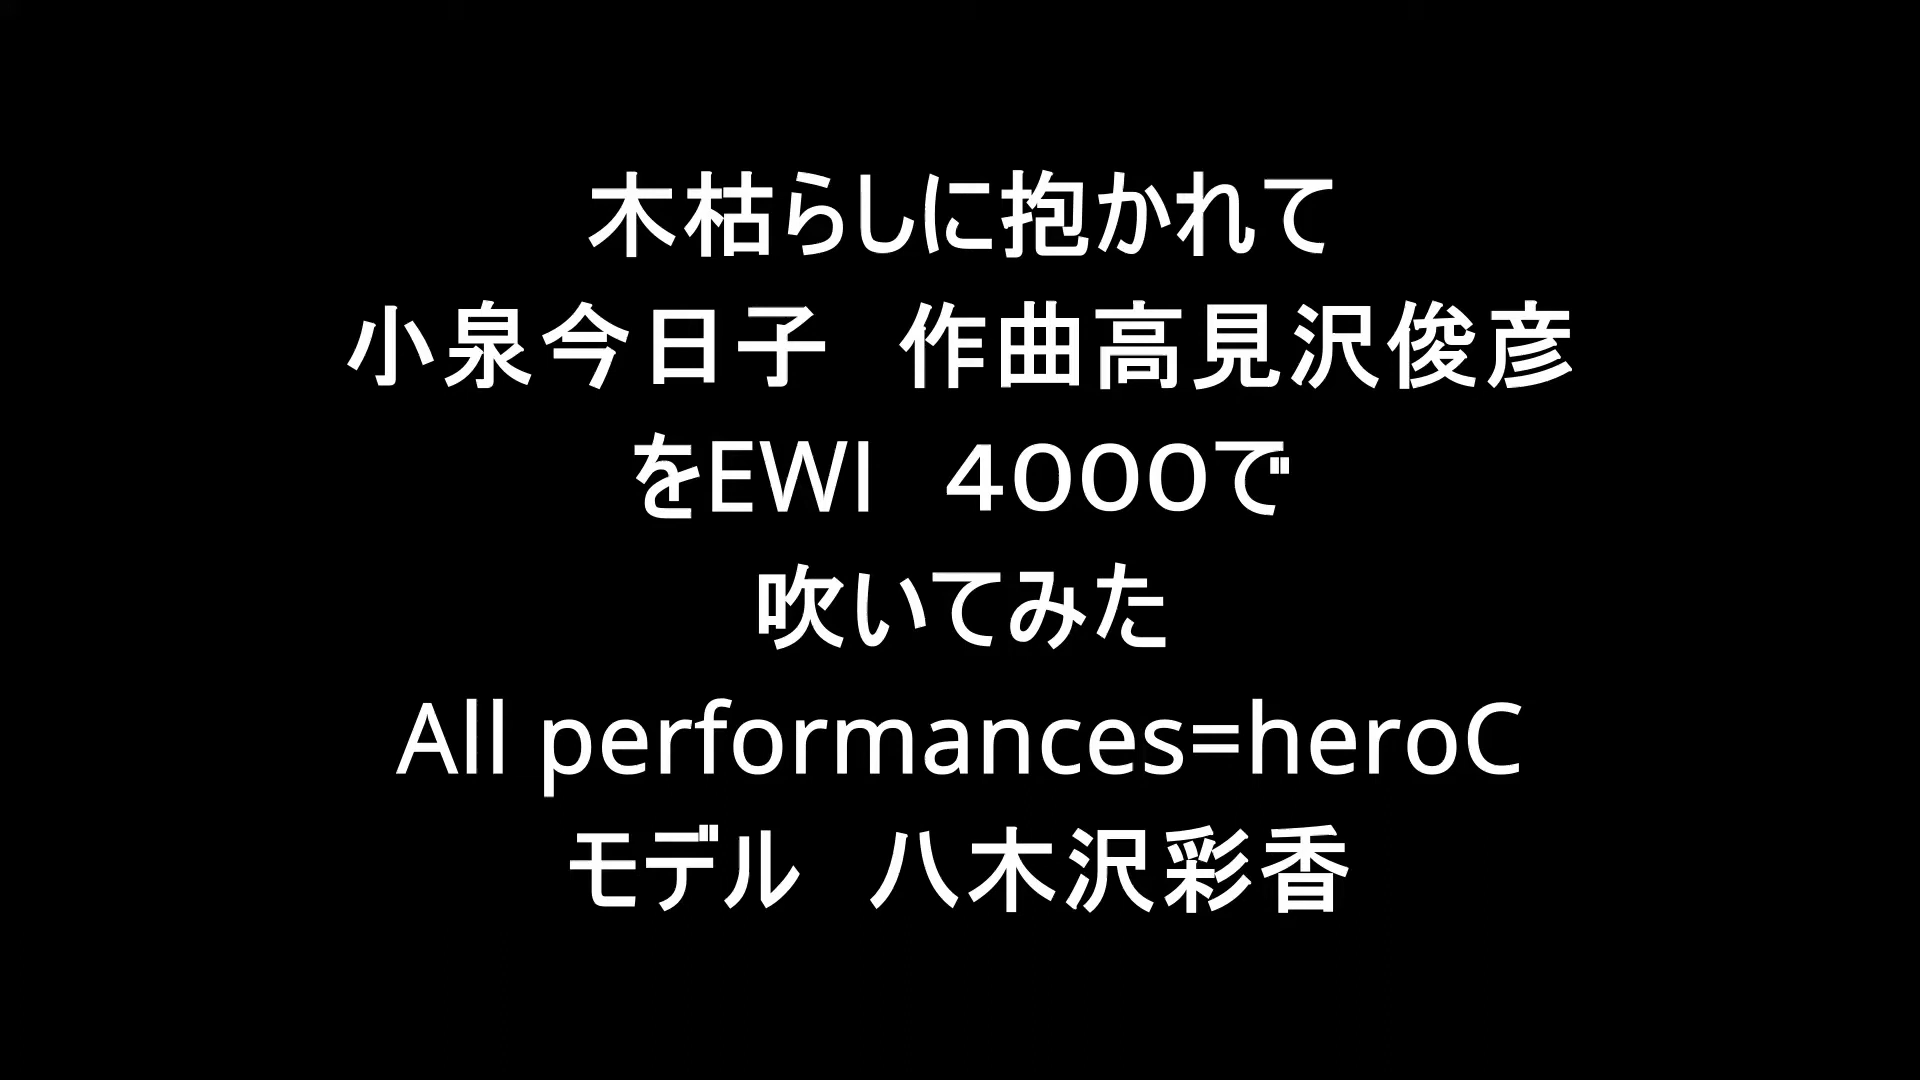 木枯らしに抱かれて
小泉今日子　作曲高見沢俊彦
をEWI　４０００で
吹いてみた
All performances=heroC
モデル　八木沢彩香